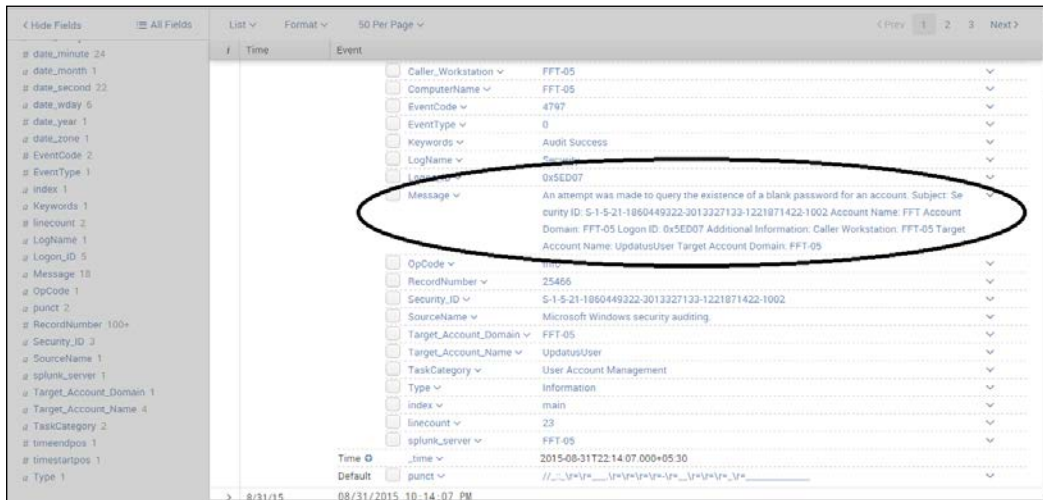 < Hide Fields All Fields List Format 50 Per Page < Prev 1 2 3 Next >
i Time Event
# date_minute 24
a date_month 1
# date_second 22
a date_wday 6
# date_year 1
a date_zone 1
# EventCode 2
# EventType 1
a index 1
a Keywords 1
# linecount 2
a LogName 1
a Logon_ID 5
a Message 18
a OpCode 1
a punct 2
# RecordNumber 100+
a Security_ID 3
a SourceName 1
a splunk_server 1
a Target_Account_Domain 1
a Target_Account_Name 4
a TaskCategory 2
# timeendpos 1
# timestartpos 1
a Type 1
Caller_Workstation FFT-05
ComputerName FFT-05
EventCode 4797
EventType 0
Keywords Audit Success
LogName Security
0x5ED07
Message An attempt was made to query the existence of a blank password for an account. Subject: Se
curity ID: S-1-5-21-1860449322-3013327133-1221871422-1002 Account Name: FFT Account
Domain: FFT-05 Logon ID: 0x5ED07 Additional Information: Caller Workstation: FFT-05 Target
Account Name: UpdatusUser Target Account Domain: FFT-05
OpCode Info
RecordNumber 25466
Security_ID S-1-5-21-1860449322-3013327133-1221871422-1002
SourceName Microsoft Windows security auditing.
Target_Account_Domain FFT-05
Target_Account_Name UpdatusUser
TaskCategory User Account Management
Type Information
index main
linecount 23
splunk_server FFT-05
Time _time 2015-08-31T22:14:07.000+05:30
Default punct
> 8/31/15 08/31/2015 10:14:07 PM